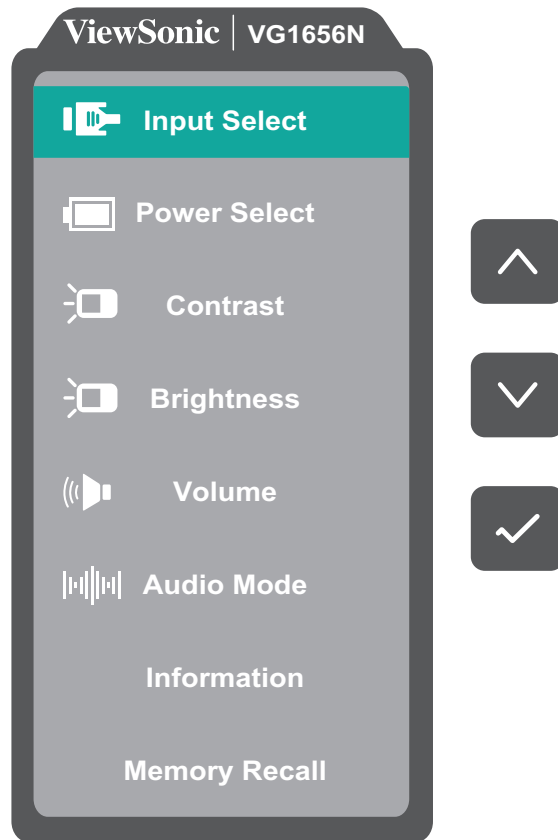 ViewSonic | VG1656N
Input Select
Power Select
Contrast
Brightness
Volume
Audio Mode
Information
Memory Recall